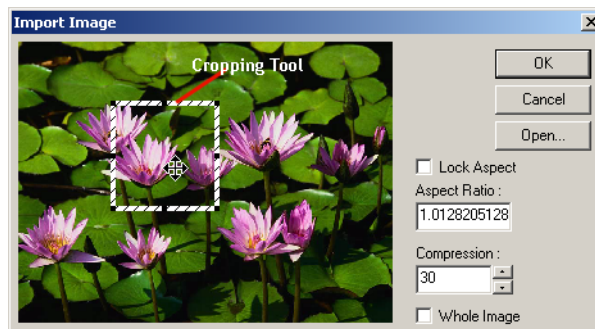 Import Image
Cropping Tool
OK
Cancel
Open...
Lock Aspect
Aspect Ratio :
1.0128205128
Compression :
30
Whole Image